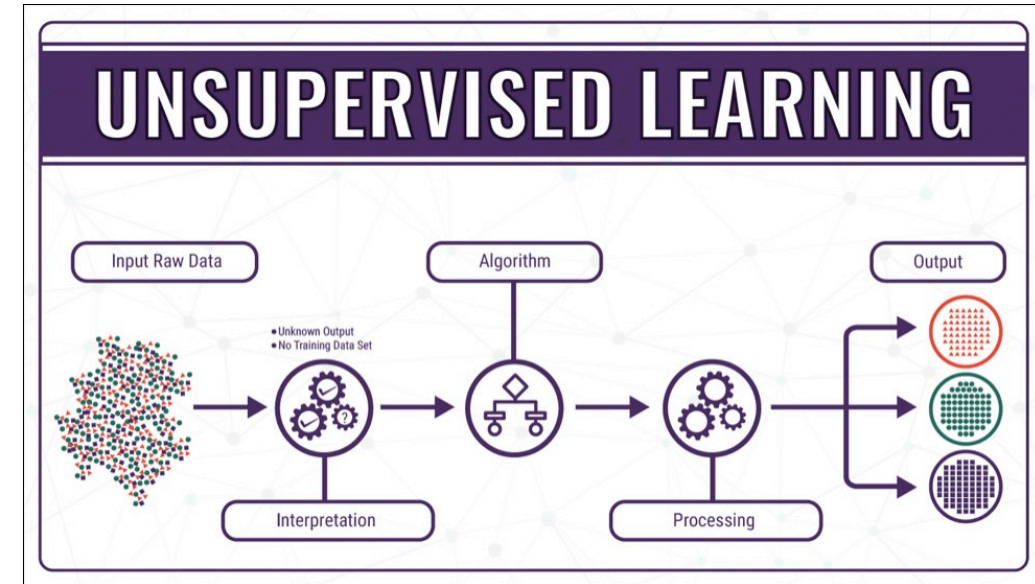 UNSUPERVISED LEARNING
Input Raw Data
Algorithm
Output
• Unknown Output
• No Training Data Set
?
Interpretation
Processing